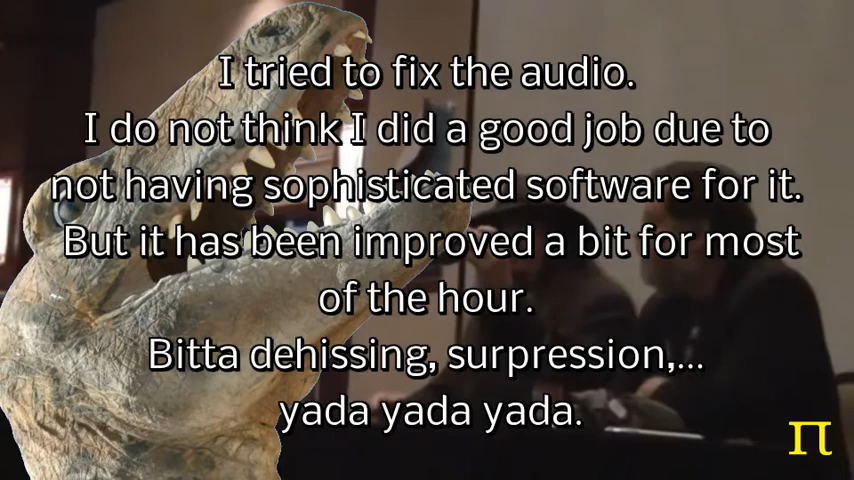 I tried to fix the audio.
I do not think I did a good job due to
not having sophisticated software for it.
But it has been improved a bit for most
of the hour.
Bitta dehissing, surpression,...
yada yada yada.
π